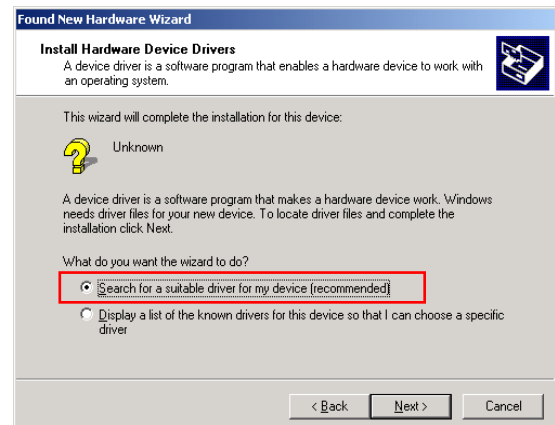 Found New Hardware Wizard
Install Hardware Device Drivers
A device driver is a software program that enables a hardware device to work with
an operating system.
This wizard will complete the installation for this device:
Unknown
A device driver is a software program that makes a hardware device work. Windows
needs driver files for your new device. To locate driver files and complete the
installation click Next.
What do you want the wizard to do?
Search for a suitable driver for my device (recommended)
Display a list of the known drivers for this device so that I can choose a specific
driver
< Back
Next >
Cancel